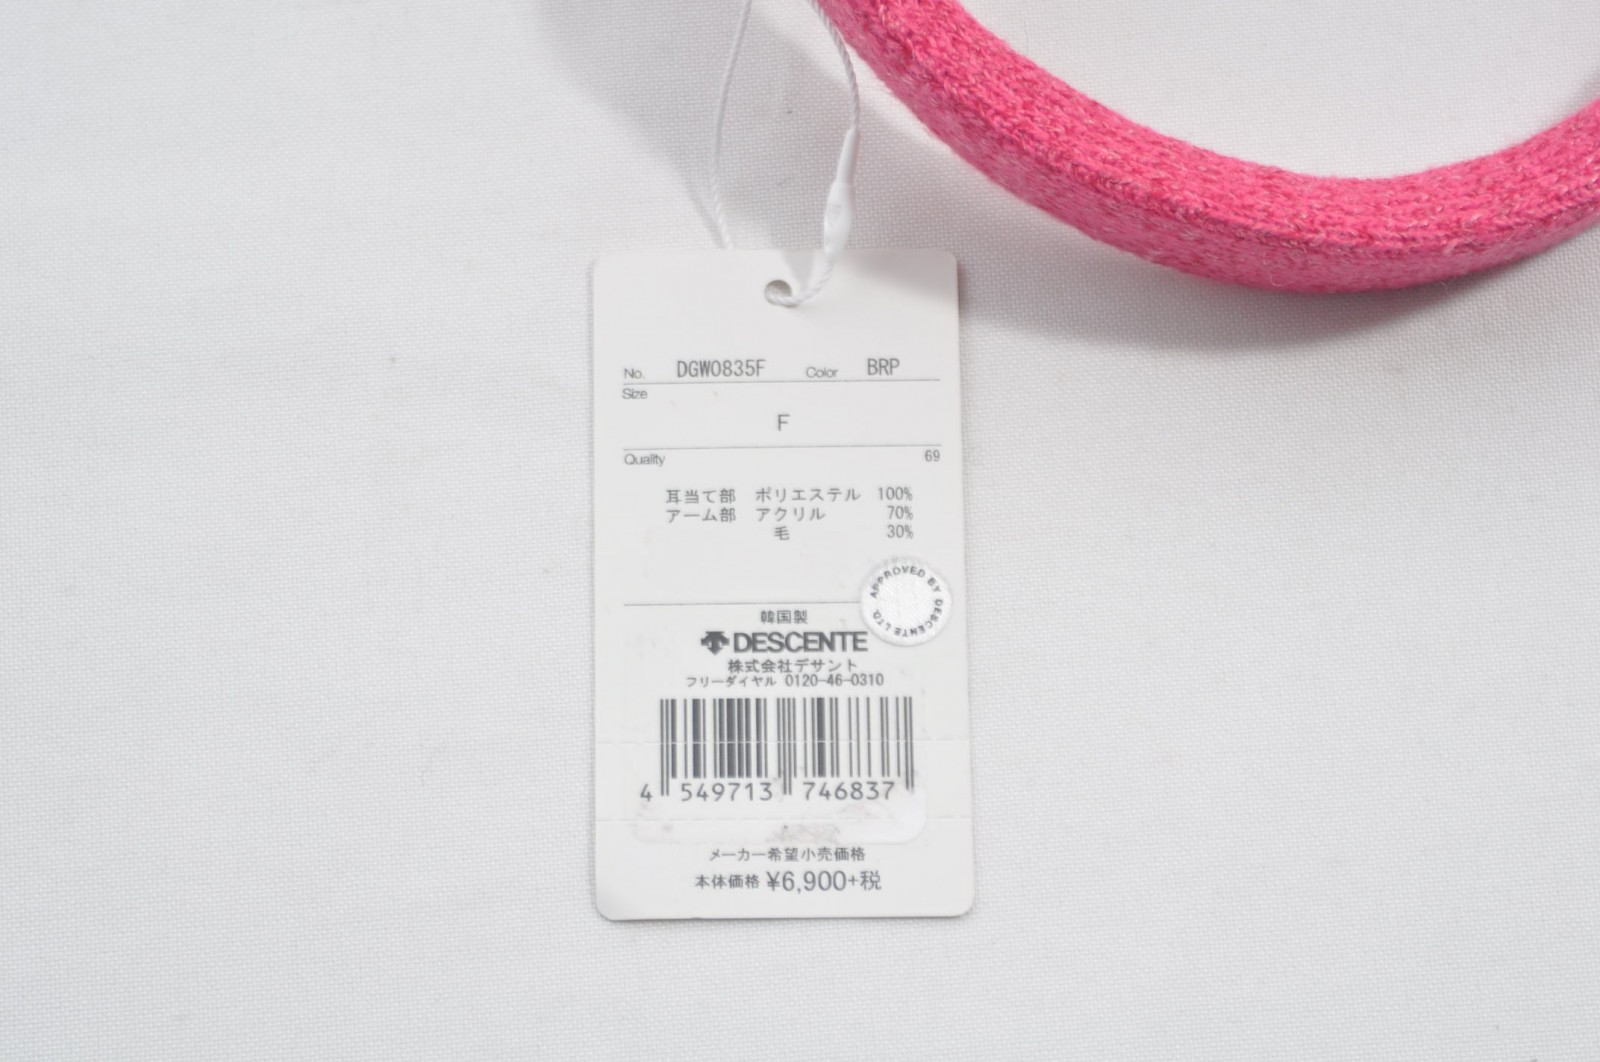 No. DGW0835F Color BRP
Size
F
Quality 69
耳当て部 ポリエステル 100%
アーム部 アクリル 70%
毛 30%
APPROVED BY DESCENTE LTD.
韓国製
DESCENTE
株式会社デサント
フリーダイヤル 0120-46-0310
4 549713 746837
メーカー希望小売価格
本体価格 ¥6,900+税